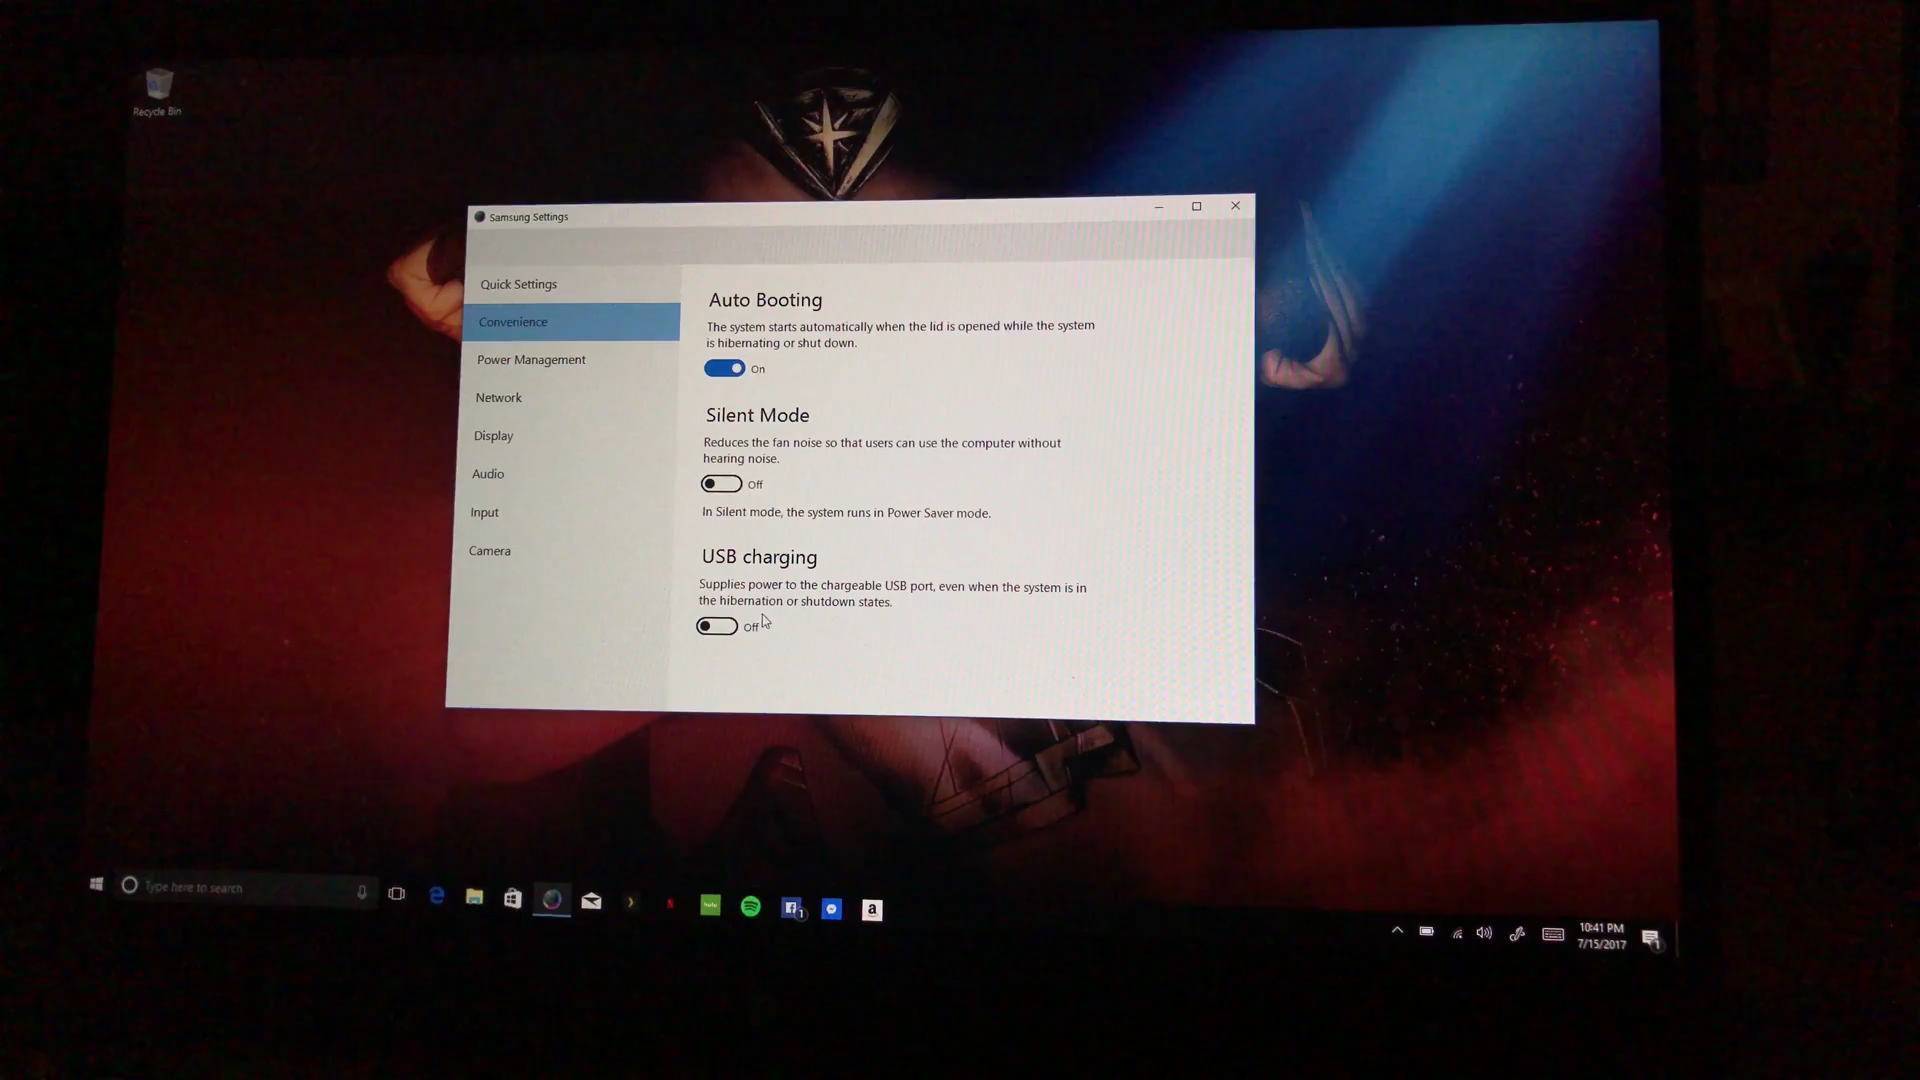 Recycle Bin
Samsung Settings
Quick Settings
Convenience
Power Management
Network
Display
Audio
Input
Camera
Auto Booting
The system starts automatically when the lid is opened while the system
is hibernating or shut down.
On
Silent Mode
Reduces the fan noise so that users can use the computer without
hearing noise.
Off
In Silent mode, the system runs in Power Saver mode.
USB charging
Supplies power to the chargeable USB port, even when the system is in
the hibernation or shutdown states.
Off
Type here to search
hulu
1
a
10:41 PM
7/15/2017
1